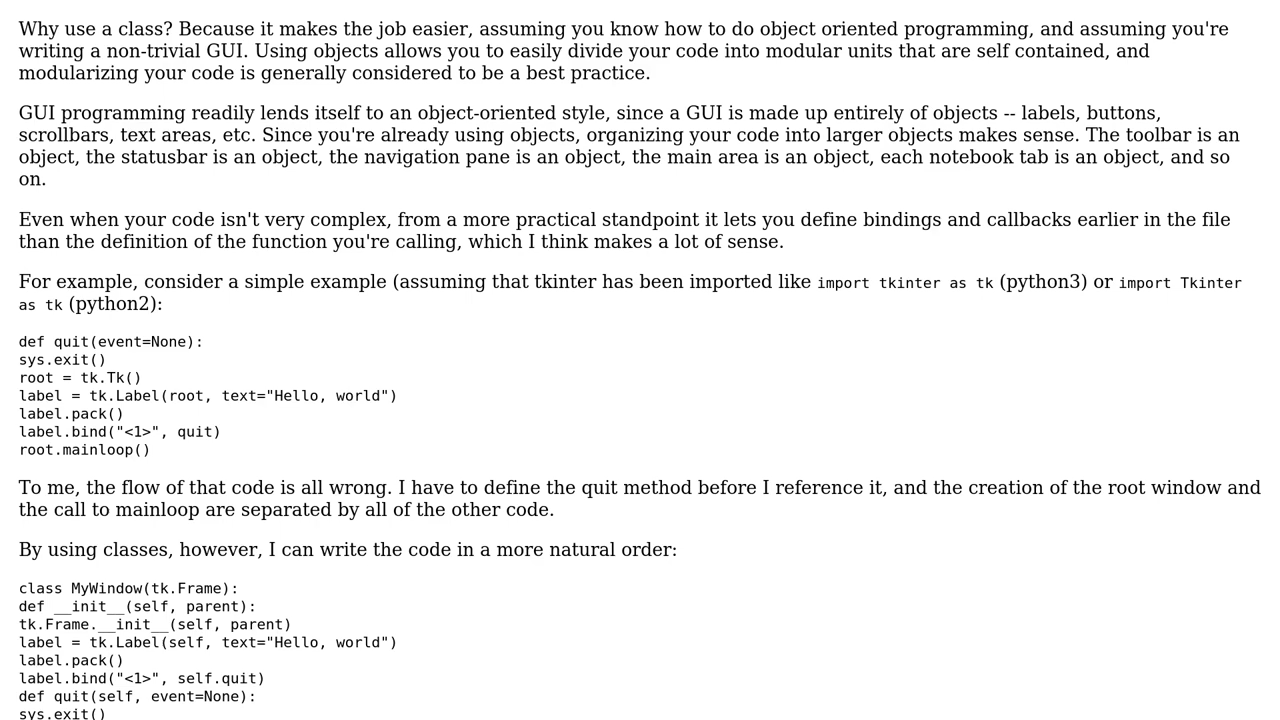 Why use a class? Because it makes the job easier, assuming you know how to do object oriented programming, and assuming you're
writing a non-trivial GUI. Using objects allows you to easily divide your code into modular units that are self contained, and
modularizing your code is generally considered to be a best practice.
GUI programming readily lends itself to an object-oriented style, since a GUI is made up entirely of objects -- labels, buttons,
scrollbars, text areas, etc. Since you're already using objects, organizing your code into larger objects makes sense. The toolbar is an
object, the statusbar is an object, the navigation pane is an object, the main area is an object, each notebook tab is an object, and so
on.
Even when your code isn't very complex, from a more practical standpoint it lets you define bindings and callbacks earlier in the file
than the definition of the function you're calling, which I think makes a lot of sense.
For example, consider a simple example (assuming that tkinter has been imported like import tkinter as tk (python3) or import Tkinter
as tk (python2):
def quit(event=None):
sys.exit()
root = tk.Tk()
label = tk.Label(root, text="Hello, world")
label.pack()
label.bind("<1>", quit)
root.mainloop()
To me, the flow of that code is all wrong. I have to define the quit method before I reference it, and the creation of the root window and
the call to mainloop are separated by all of the other code.
By using classes, however, I can write the code in a more natural order:
class MyWindow(tk.Frame):
def __init__(self, parent):
tk.Frame.__init__(self, parent)
label = tk.Label(self, text="Hello, world")
label.pack()
label.bind("<1>", self.quit)
def quit(self, event=None):
sys.exit()